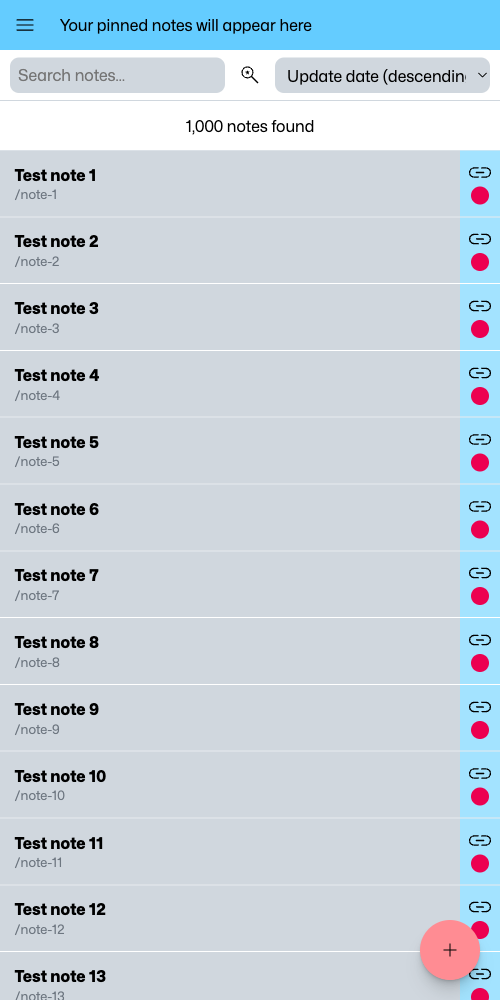 Your pinned notes will appear here
Search notes...
Update date (descendin
1,000 notes found
Test note 1
/note-1
Test note 2
/note-2
Test note 3
/note-3
Test note 4
/note-4
Test note 5
/note-5
Test note 6
/note-6
Test note 7
/note-7
Test note 8
/note-8
Test note 9
/note-9
Test note 10
/note-10
Test note 11
/note-11
Test note 12
/note-12
Test note 13
/note-13